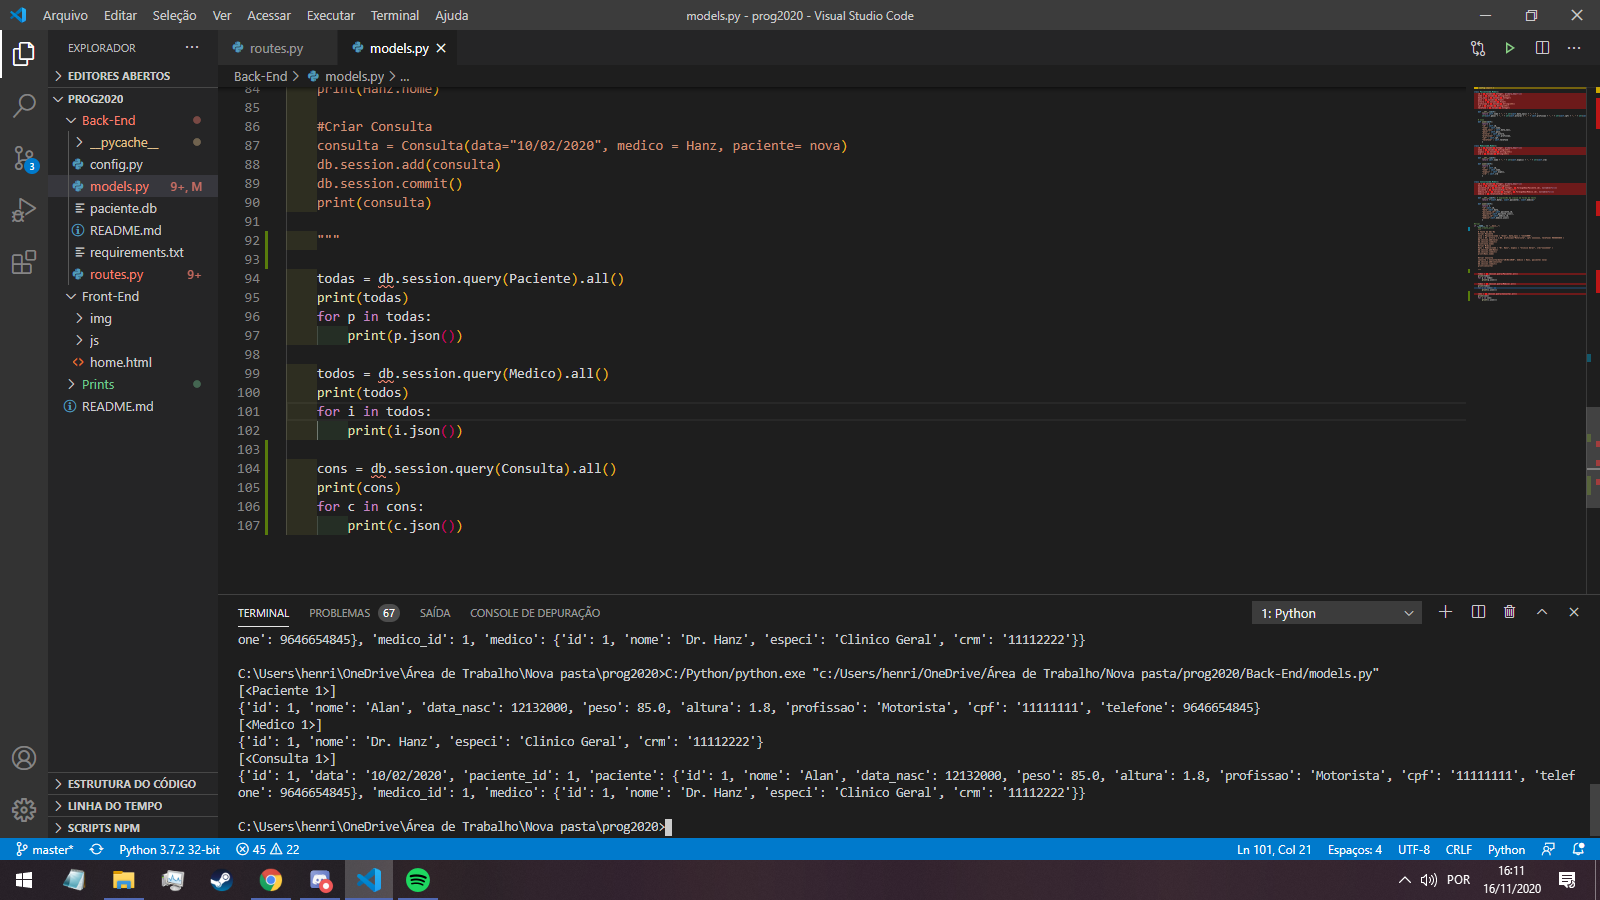 Arquivo Editar Seleção Ver Acessar Executar Terminal Ajuda models.py - prog2020 - Visual Studio Code
EXPLORADOR
EDITORES ABERTOS
PROG2020
Back-End
__pycache__
config.py
models.py 9+, M
paciente.db
README.md
requirements.txt
routes.py 9+
Front-End
img
js
home.html
Prints
README.md
ESTRUTURA DO CÓDIGO
LINHA DO TEMPO
SCRIPTS NPM
3
routes.py models.py
Back-End > models.py > ...
84 print(Hanz.nome)
85
86 #Criar Consulta
87 consulta = Consulta(data="10/02/2020", medico = Hanz, paciente= nova)
88 db.session.add(consulta)
89 db.session.commit()
90 print(consulta)
91
92 """
93
94 todas = db.session.query(Paciente).all()
95 print(todas)
96 for p in todas:
97 print(p.json())
98
99 todos = db.session.query(Medico).all()
100 print(todos)
101 for i in todos:
102 print(i.json())
103
104 cons = db.session.query(Consulta).all()
105 print(cons)
106 for c in cons:
107 print(c.json())
TERMINAL PROBLEMAS 67 SAÍDA CONSOLE DE DEPURAÇÃO 1: Python
one': 9646654845}, 'medico_id': 1, 'medico': {'id': 1, 'nome': 'Dr. Hanz', 'especi': 'Clinico Geral', 'crm': '11112222'}}
C:\Users\henri\OneDrive\Área de Trabalho\Nova pasta\prog2020>C:/Python/python.exe "c:/Users/henri/OneDrive/Área de Trabalho/Nova pasta/prog2020/Back-End/models.py"
[<Paciente 1>]
{'id': 1, 'nome': 'Alan', 'data_nasc': 12132000, 'peso': 85.0, 'altura': 1.8, 'profissao': 'Motorista', 'cpf': '11111111', 'telefone': 9646654845}
[<Medico 1>]
{'id': 1, 'nome': 'Dr. Hanz', 'especi': 'Clinico Geral', 'crm': '11112222'}
[<Consulta 1>]
{'id': 1, 'data': '10/02/2020', 'paciente_id': 1, 'paciente': {'id': 1, 'nome': 'Alan', 'data_nasc': 12132000, 'peso': 85.0, 'altura': 1.8, 'profissao': 'Motorista', 'cpf': '11111111', 'telef
one': 9646654845}, 'medico_id': 1, 'medico': {'id': 1, 'nome': 'Dr. Hanz', 'especi': 'Clinico Geral', 'crm': '11112222'}}
C:\Users\henri\OneDrive\Área de Trabalho\Nova pasta\prog2020>
master* Python 3.7.2 32-bit 45 22 Ln 101, Col 21 Espaços: 4 UTF-8 CRLF Python
POR
16:11
16/11/2020